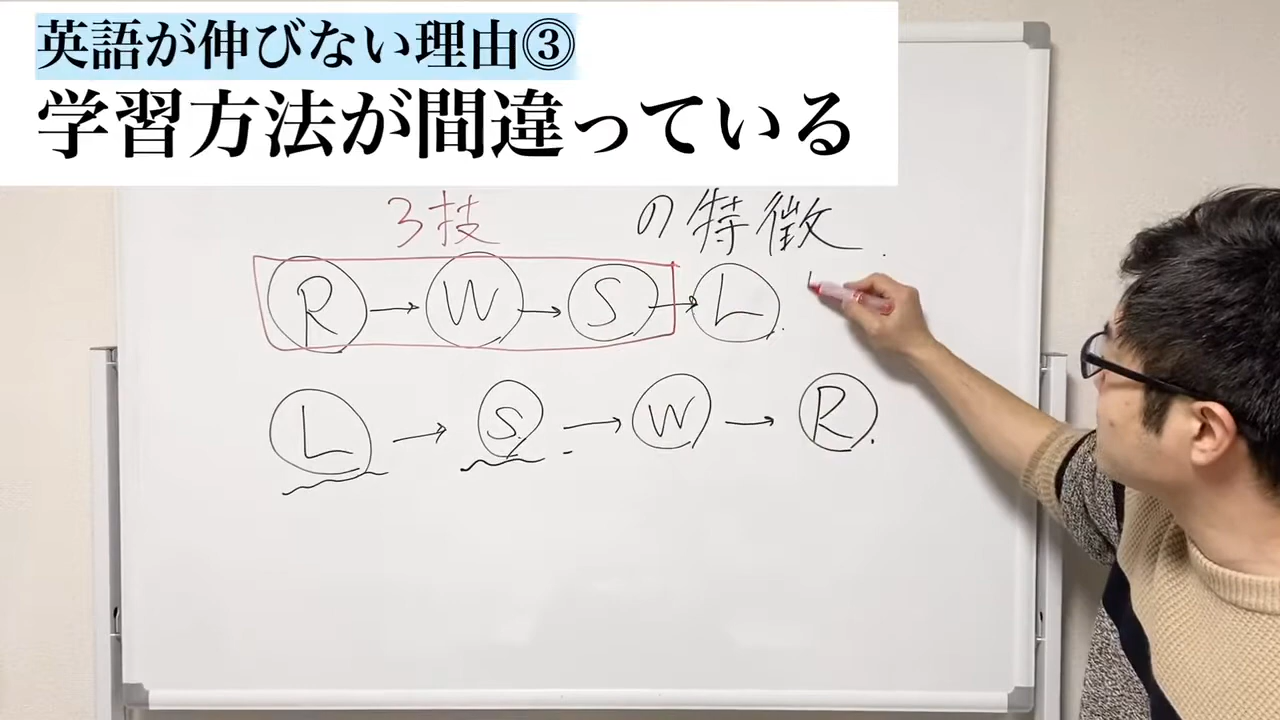 英語が伸びない理由③
学習方法が間違っている
3技 の特徴
R → W → S → L
L → S → W → R